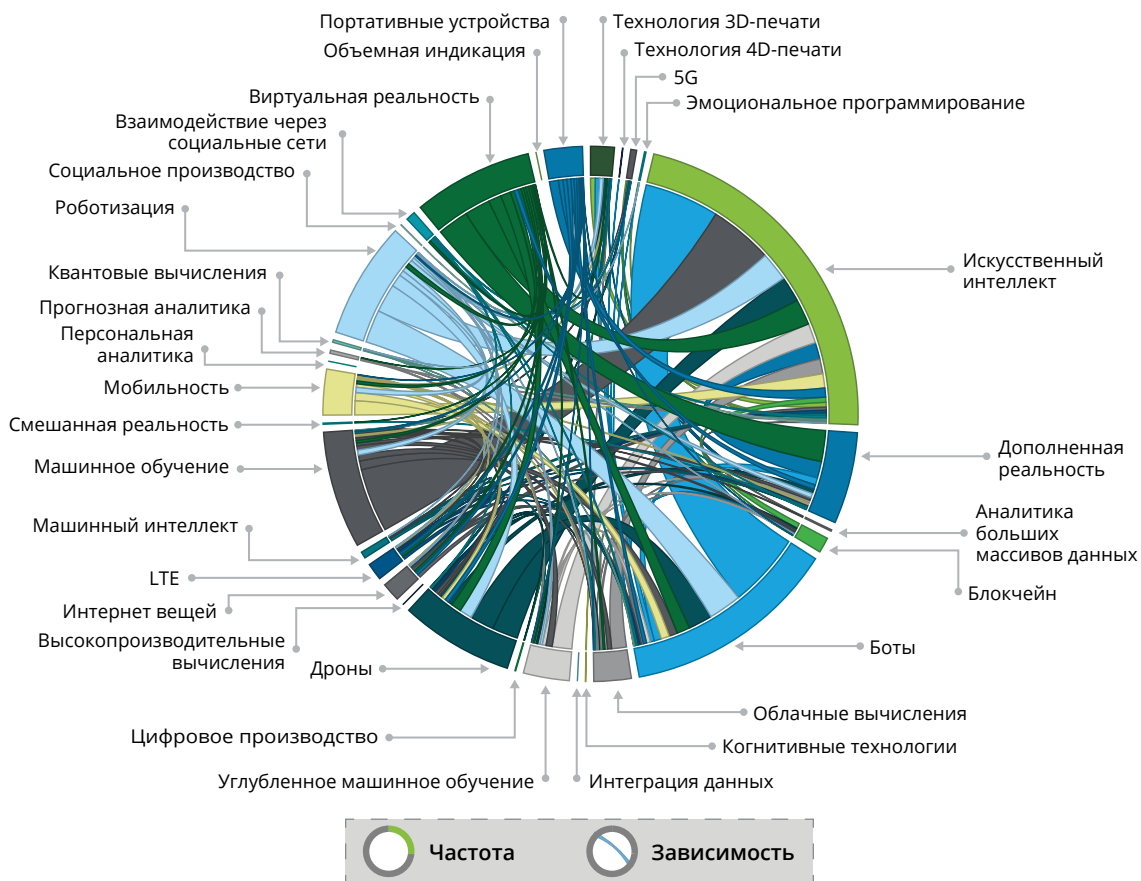 Портативные устройства
Объемная индикация
Виртуальная реальность
Взаимодействие через
социальные сети
Социальное производство
Роботизация
Квантовые вычисления
Прогнозная аналитика
Персональная
аналитика
Мобильность
Смешанная реальность
Машинное обучение
Машинный интеллект
LTE
Интернет вещей
Высокопроизводительные
вычисления
Дроны
Цифровое производство
Углубленное машинное обучение
Технология 3D-печати
Технология 4D-печати
5G
Эмоциональное программирование
Искусственный
интеллект
Дополненная
реальность
Аналитика
больших
массивов данных
Блокчейн
Боты
Облачные вычисления
Когнитивные технологии
Интеграция данных
Частота
Зависимость